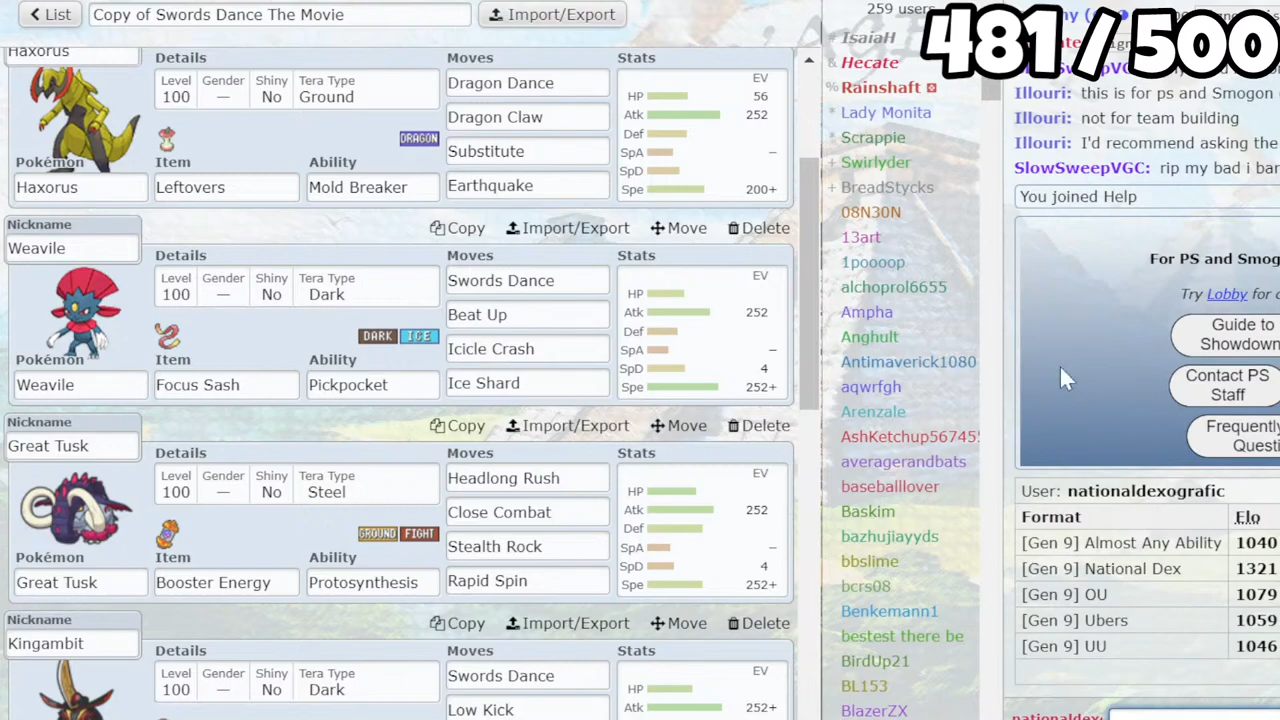 List
Copy of Swords Dance The Movie
Import/Export
Haxorus
Details
Moves
Stats
Level
Gender
Shiny
Tera Type
100
No
Ground
Dragon Dance
Dragon Claw
Substitute
Earthquake
EV
HP 56
Atk 252
Def
SpA –
SpD
Spe 200+
DRAGON
Pokémon
Item
Ability
Haxorus
Leftovers
Mold Breaker
Nickname
Weavile
Copy Import/Export Move Delete
Details
Moves
Stats
Level
Gender
Shiny
Tera Type
100
—
No
Dark
Swords Dance
Beat Up
Icicle Crash
Ice Shard
EV
HP
Atk 252
Def
SpA –
SpD 4
Spe 252+
DARK ICE
Pokémon
Item
Ability
Weavile
Focus Sash
Pickpocket
Nickname
Great Tusk
Copy Import/Export Move Delete
Details
Moves
Stats
Level
Gender
Shiny
Tera Type
100
—
No
Steel
Headlong Rush
Close Combat
Stealth Rock
Rapid Spin
EV
HP
Atk 252
Def
SpA –
SpD 4
Spe 252+
GROUND FIGHT
Pokémon
Item
Ability
Great Tusk
Booster Energy
Protosynthesis
Nickname
Kingambit
Copy Import/Export Move Delete
Details
Moves
Stats
Level
Gender
Shiny
Tera Type
100
—
No
Dark
Swords Dance
Low Kick
EV
HP
Atk 252+
259 users
* IsaiaH
& Hecate
% Rainshaft
* Lady Monita
* Scrappie
+ Swirlyder
+ BreadStycks
08N30N
13art
1poooop
alchoprol6655
Ampha
Anghult
Antimaverick1080
aqwrfgh
Arenzale
AshKetchup56745
averagerandbats
baseballlover
Baskim
bazhujiayyds
bbslime
bcrs08
Benkemann1
bestest there be
BirdUp21
BL153
BlazerZX
481/500
Illouri: this is for ps and Smogon
Illouri: not for team building
Illouri: I'd recommend asking the
SlowSweepVGC: rip my bad i bar
You joined Help
For PS and Smog
Try Lobby for
Guide to
Showdown
Contact PS
Staff
Frequently
Questi
User: nationaldexografic
Format Elo
[Gen 9] Almost Any Ability 1040
[Gen 9] National Dex 1321
[Gen 9] OU 1079
[Gen 9] Ubers 1059
[Gen 9] UU 1046
nationaldex